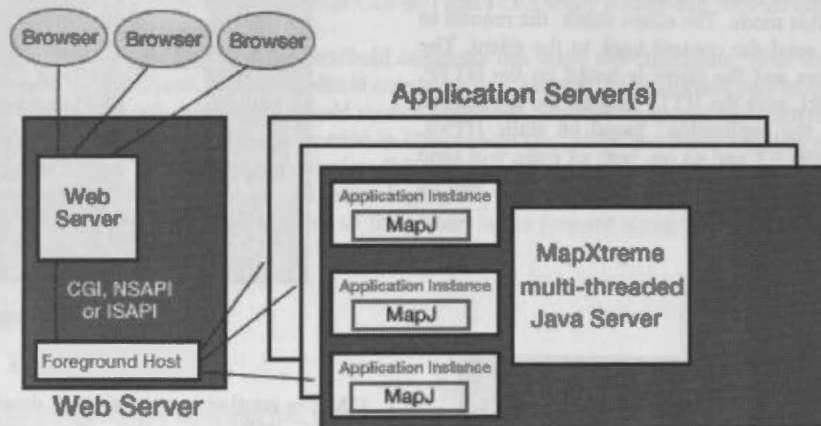 Browser
Browser
Browser
Application Server(s)
Web
Server
CGI, NSAPI
or ISAPI
Foreground Host
Web Server
Application Instance
MapJ
Application Instance
MapJ
Application Instance
MapJ
MapXtreme
multi-threaded
Java Server